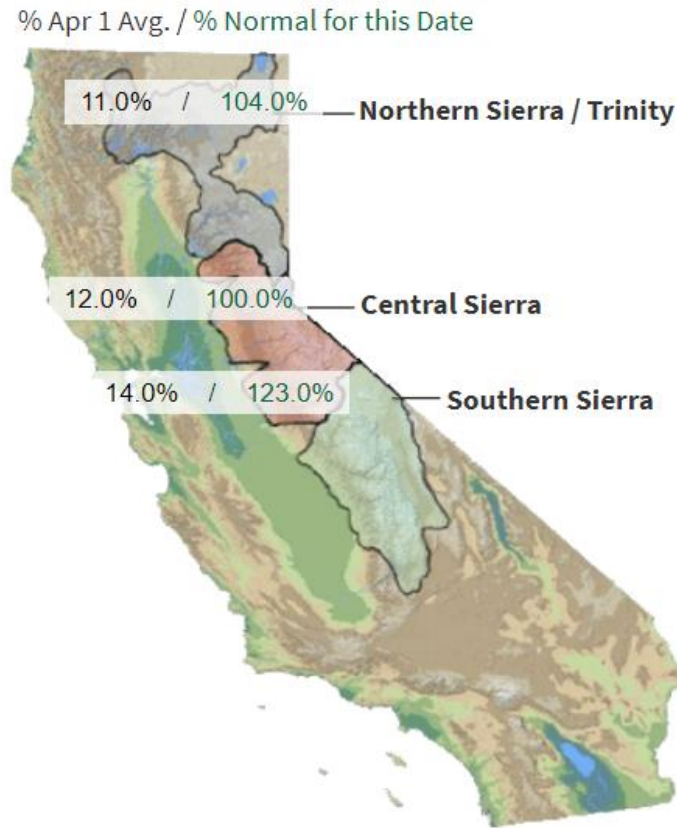 % Apr 1 Avg. / % Normal for this Date
11.0% / 104.0% Northern Sierra / Trinity
12.0% / 100.0% Central Sierra
14.0% / 123.0% Southern Sierra